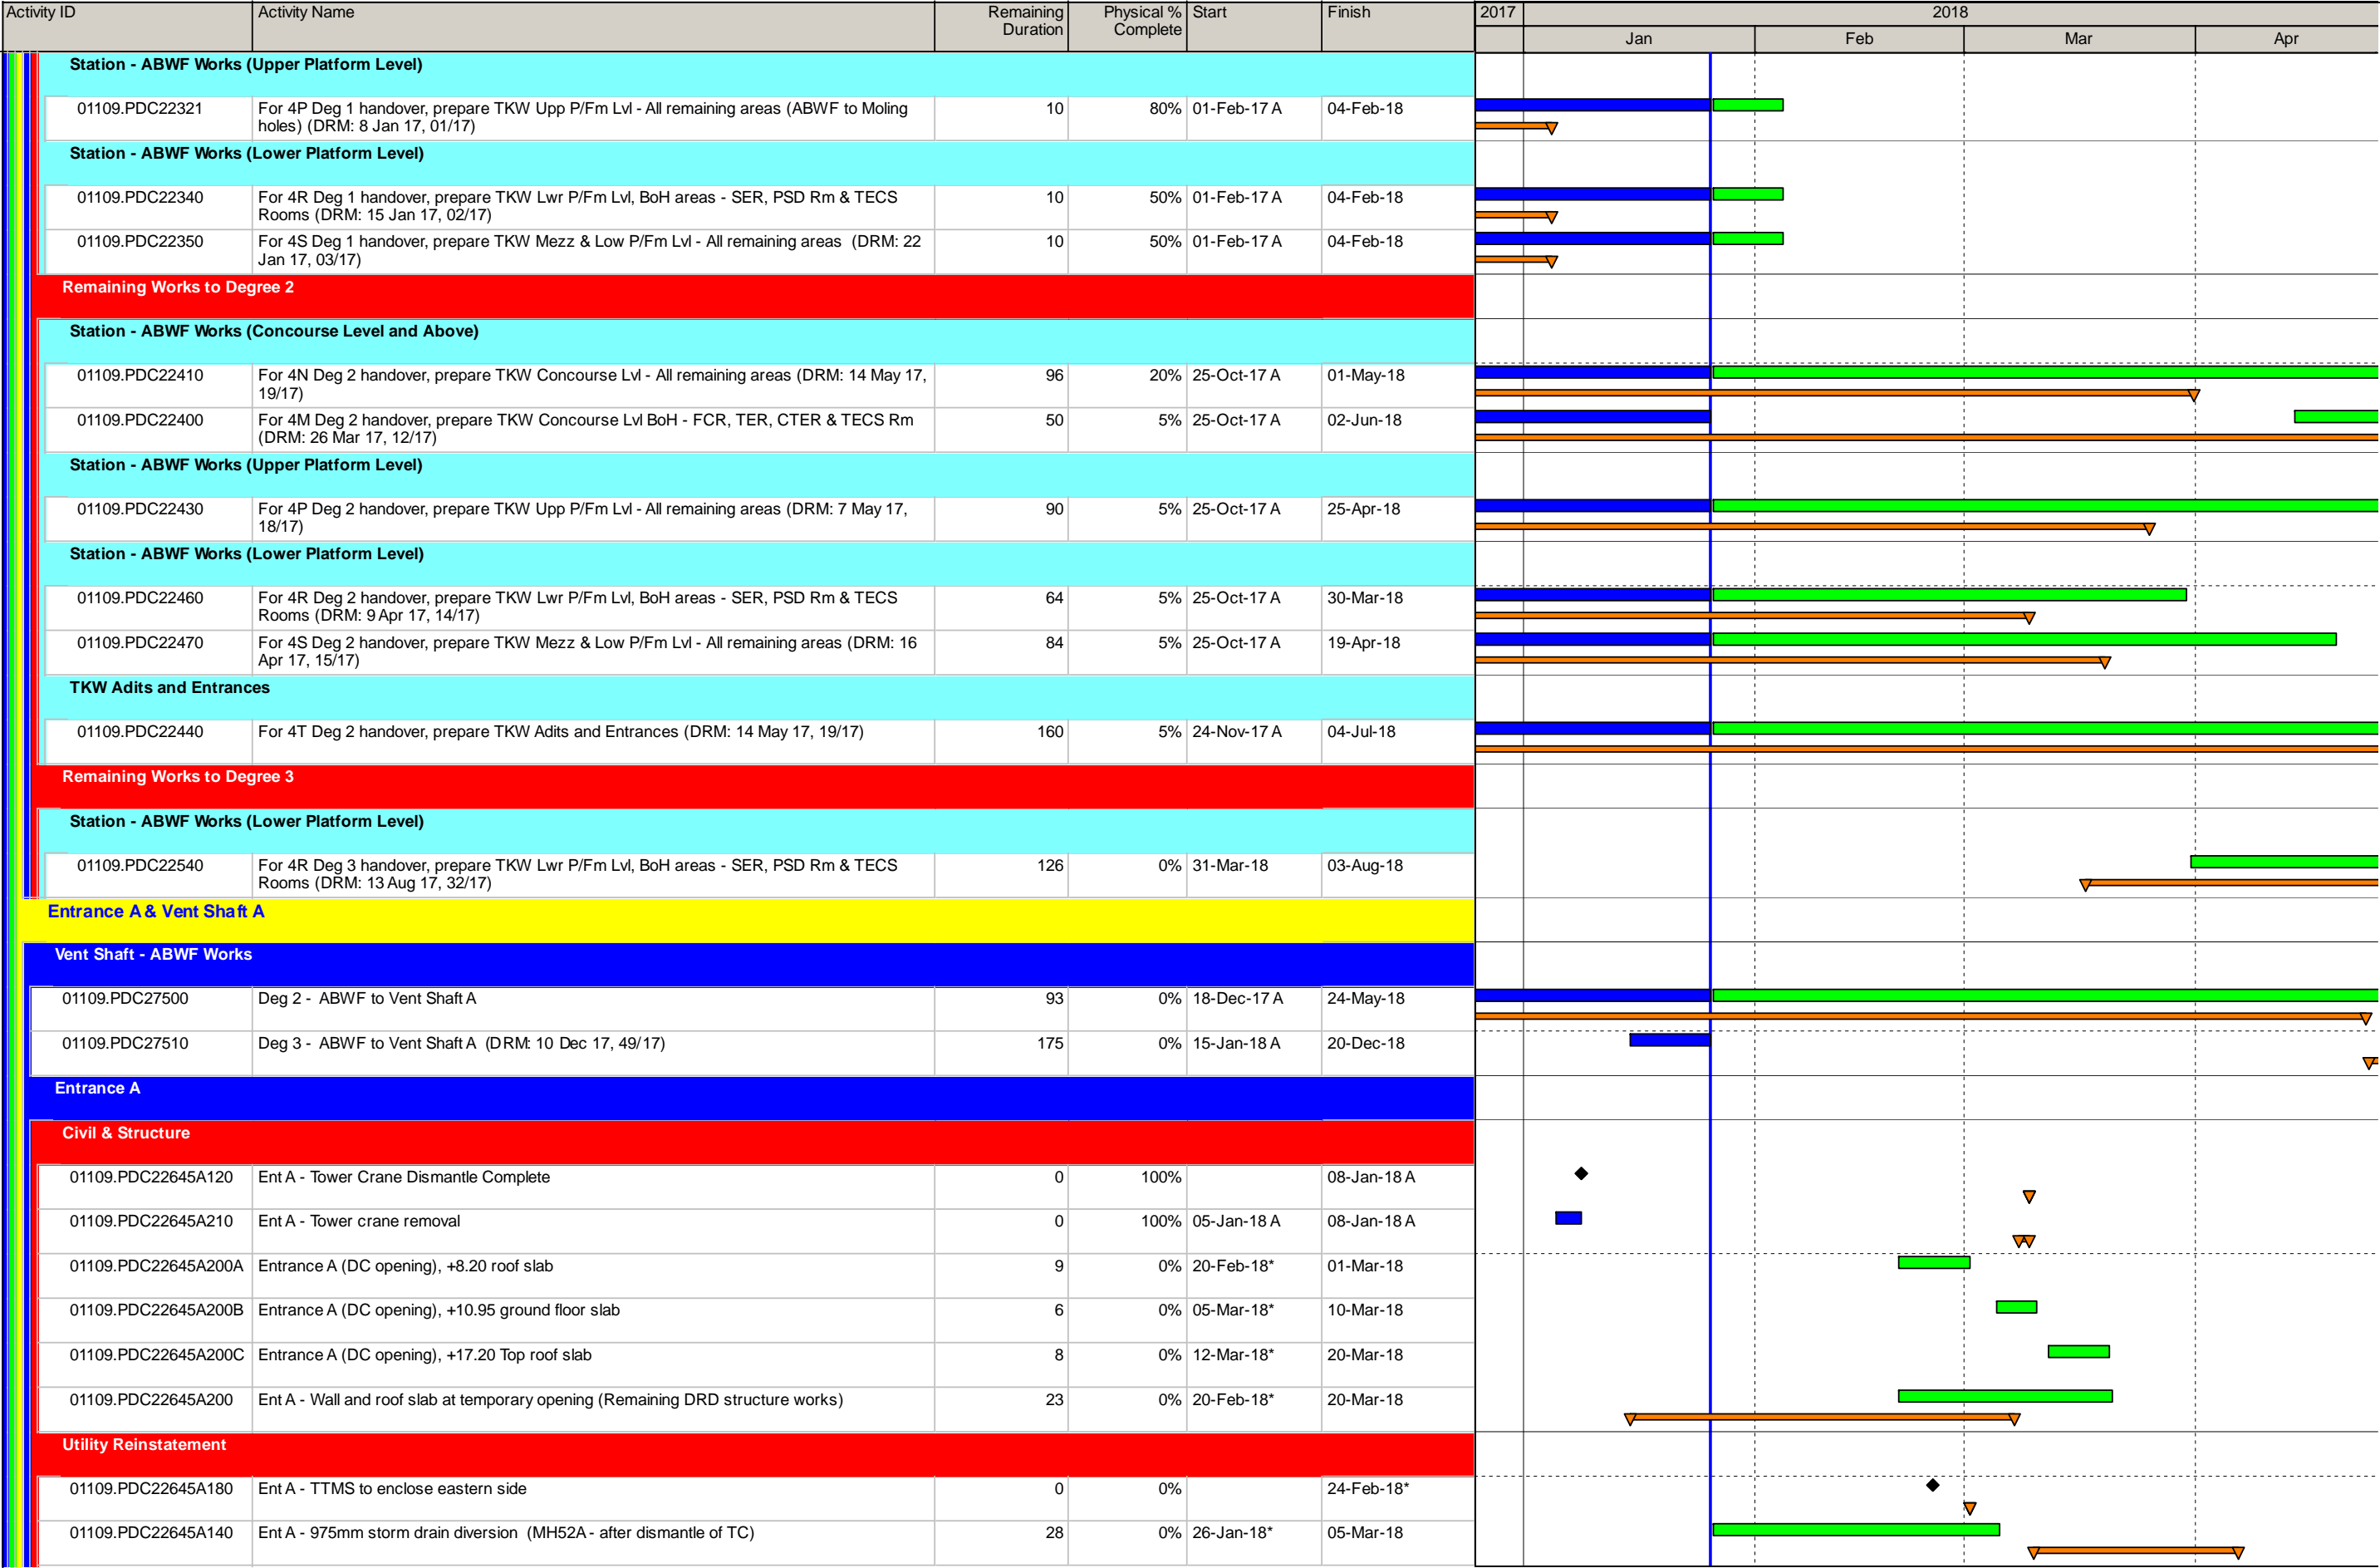 Activity ID Activity Name Remaining Physical % Start Finish 2017 2018
Duration Complete Jan Feb Mar Apr
Station - ABWF Works (Upper Platform Level)
01109.PDC22321 For 4P Deg 1 handover, prepare TKW Upp P/Fm Lvl - All remaining areas (ABWF to Moling 10 80% 01-Feb-17 A 04-Feb-18
holes) (DRM: 8 Jan 17, 01/17)
Station - ABWF Works (Lower Platform Level)
01109.PDC22340 For 4R Deg 1 handover, prepare TKW Lwr P/Fm Lvl, BoH areas - SER, PSD Rm & TECS 10 50% 01-Feb-17 A 04-Feb-18
Rooms (DRM: 15 Jan 17, 02/17)
01109.PDC22350 For 4S Deg 1 handover, prepare TKW Mezz & Low P/Fm Lvl - All remaining areas (DRM: 22 10 50% 01-Feb-17 A 04-Feb-18
Jan 17, 03/17)
Remaining Works to Degree 2
Station - ABWF Works (Concourse Level and Above)
01109.PDC22410 For 4N Deg 2 handover, prepare TKW Concourse Lvl - All remaining areas (DRM: 14 May 17, 96 20% 25-Oct-17 A 01-May-18
19/17)
01109.PDC22400 For 4M Deg 2 handover, prepare TKW Concourse Lvl BoH - FCR, TER, CTER & TECS Rm 50 5% 25-Oct-17 A 02-Jun-18
(DRM: 26 Mar 17, 12/17)
Station - ABWF Works (Upper Platform Level)
01109.PDC22430 For 4P Deg 2 handover, prepare TKW Upp P/Fm Lvl - All remaining areas (DRM: 7 May 17, 90 5% 25-Oct-17 A 25-Apr-18
18/17)
Station - ABWF Works (Lower Platform Level)
01109.PDC22460 For 4R Deg 2 handover, prepare TKW Lwr P/Fm Lvl, BoH areas - SER, PSD Rm & TECS 64 5% 25-Oct-17 A 30-Mar-18
Rooms (DRM: 9 Apr 17, 14/17)
01109.PDC22470 For 4S Deg 2 handover, prepare TKW Mezz & Low P/Fm Lvl - All remaining areas (DRM: 16 84 5% 25-Oct-17 A 19-Apr-18
Apr 17, 15/17)
TKW Adits and Entrances
01109.PDC22440 For 4T Deg 2 handover, prepare TKW Adits and Entrances (DRM: 14 May 17, 19/17) 160 5% 24-Nov-17 A 04-Jul-18
Remaining Works to Degree 3
Station - ABWF Works (Lower Platform Level)
01109.PDC22540 For 4R Deg 3 handover, prepare TKW Lwr P/Fm Lvl, BoH areas - SER, PSD Rm & TECS 126 0% 31-Mar-18 03-Aug-18
Rooms (DRM: 13 Aug 17, 32/17)
Entrance A & Vent Shaft A
Vent Shaft - ABWF Works
01109.PDC27500 Deg 2 - ABWF to Vent Shaft A 93 0% 18-Dec-17 A 24-May-18
01109.PDC27510 Deg 3 - ABWF to Vent Shaft A (DRM: 10 Dec 17, 49/17) 175 0% 15-Jan-18 A 20-Dec-18
Entrance A
Civil & Structure
01109.PDC22645A120 Ent A - Tower Crane Dismantle Complete 0 100% 08-Jan-18 A
01109.PDC22645A210 Ent A - Tower crane removal 0 100% 05-Jan-18 A 08-Jan-18 A
01109.PDC22645A200A Entrance A (DC opening), +8.20 roof slab 9 0% 20-Feb-18* 01-Mar-18
01109.PDC22645A200B Entrance A (DC opening), +10.95 ground floor slab 6 0% 05-Mar-18* 10-Mar-18
01109.PDC22645A200C Entrance A (DC opening), +17.20 Top roof slab 8 0% 12-Mar-18* 20-Mar-18
01109.PDC22645A200 Ent A - Wall and roof slab at temporary opening (Remaining DRD structure works) 23 0% 20-Feb-18* 20-Mar-18
Utility Reinstatement
01109.PDC22645A180 Ent A - TTMS to enclose eastern side 0 0% 24-Feb-18*
01109.PDC22645A140 Ent A - 975mm storm drain diversion (MH52A - after dismantle of TC) 28 0% 26-Jan-18* 05-Mar-18